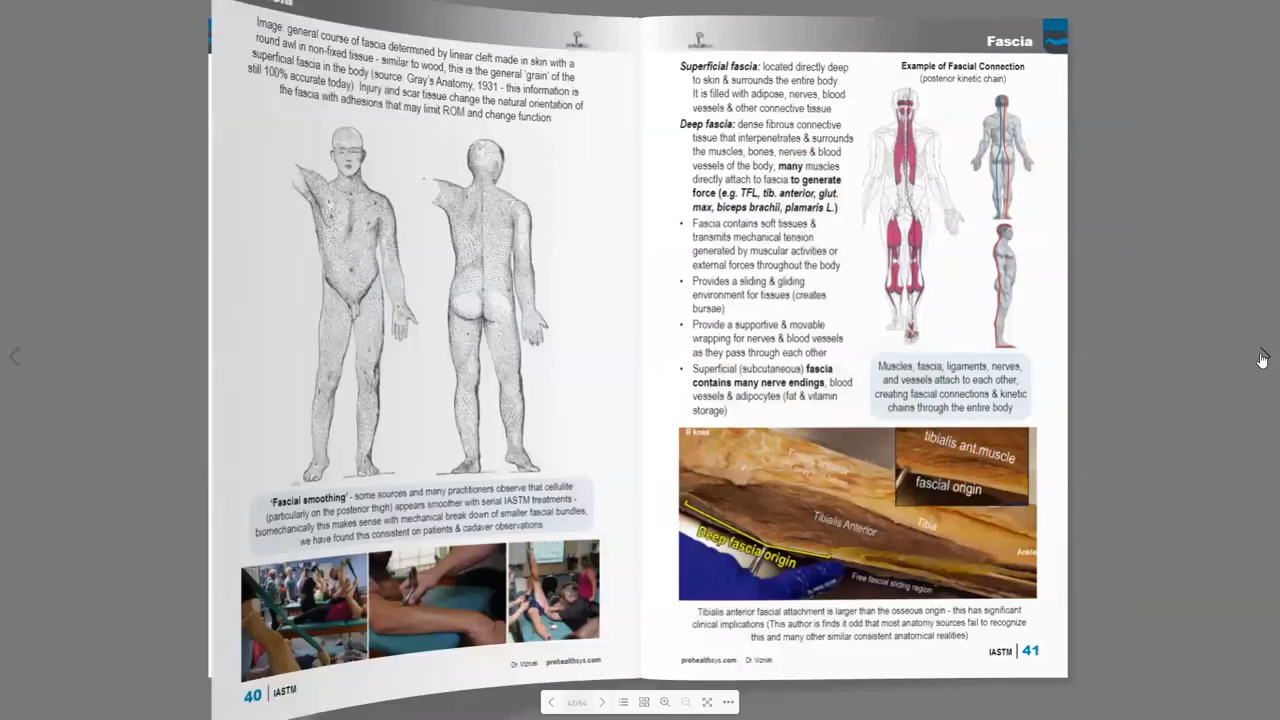 Image: general course of fascia determined by linear cleft made in skin with a
round awl in non-fixed tissue - similar to wood, this is the general 'grain' of the
superficial fascia in the body (source: Gray's Anatomy, 1931 - this information is
still 100% accurate today) Injury and scar tissue change the natural orientation of
the fascia with adhesions that may limit ROM and change function
'Fascial smoothing' - some sources and many practitioners observe that cellulite
(particularly on the posterior thigh) appears smoother with serial IASTM treatments -
biomechanically this makes sense with mechanical break down of smaller fascial bundles,
we have found this consistent on patients & cadaver observations
Dr. Vizniak prohealthsys.com
40 | IASTM
prohealthsys
Fascia
Superficial fascia: located directly deep
to skin & surrounds the entire body.
It is filled with adipose, nerves, blood
vessels & other connective tissue
Deep fascia: dense fibrous connective
tissue that interpenetrates & surrounds
the muscles, bones, nerves & blood
vessels of the body, many muscles
directly attach to fascia to generate
force (e.g. TFL, tib. anterior, glut.
max, biceps brachii, plamaris L.)
• Fascia contains soft tissues &
transmits mechanical tension
generated by muscular activities or
external forces throughout the body
• Provides a sliding & gliding
environment for tissues (creates
bursae)
• Provide a supportive & movable
wrapping for nerves & blood vessels
as they pass through each other
• Superficial (subcutaneous) fascia
contains many nerve endings, blood
vessels & adipocytes (fat & vitamin
storage)
Example of Fascial Connection
(posterior kinetic chain)
Muscles, fascia, ligaments, nerves,
and vessels attach to each other,
creating fascial connections & kinetic
chains through the entire body
R knee
tibialis ant.muscle
fascial origin
Tibialis Anterior
Tibia
Deep fascia origin
Ankle
Free fascial sliding region
Tibialis anterior fascial attachment is larger than the osseous origin - this has significant
clinical implications (This author is finds it odd that most anatomy sources fail to recognize
this and many other similar consistent anatomical realities)
prohealthsys.com Dr. Vizniak
IASTM | 41
47/54